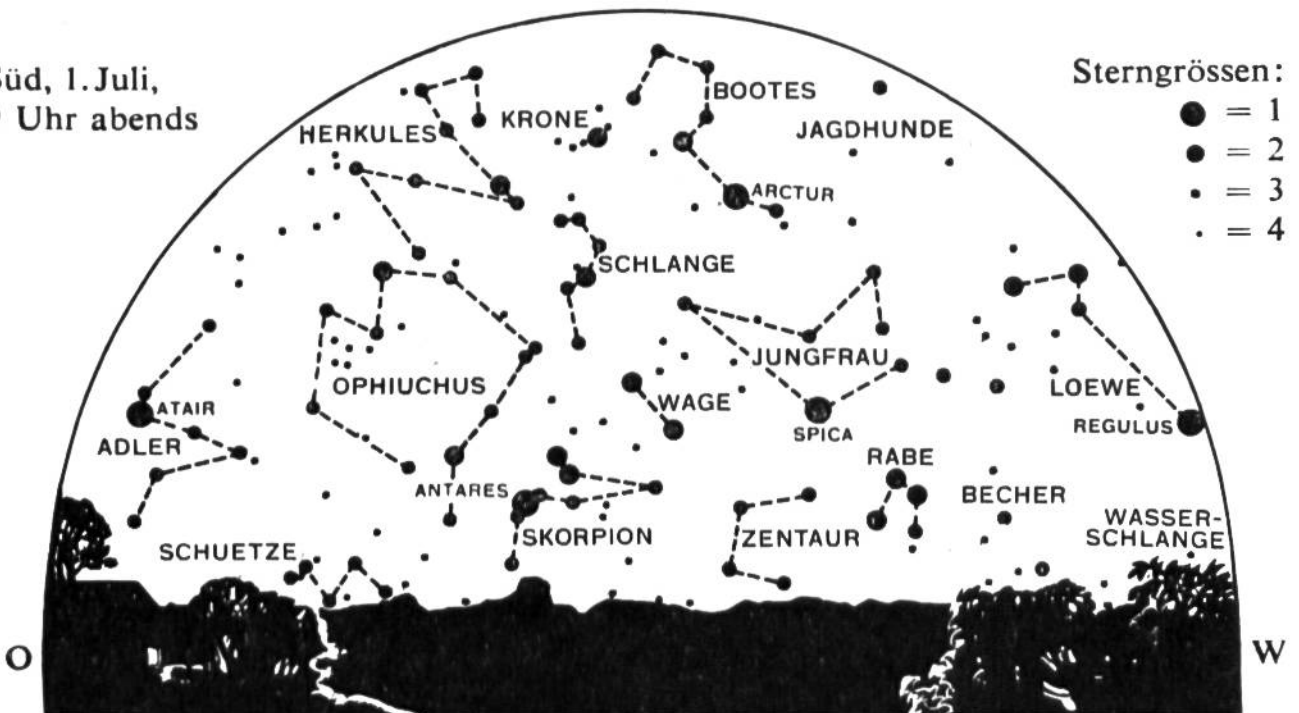 Süd, 1. Juli,
Uhr abends
Sterngrössen:
= 1
= 2
= 3
= 4
BOOTES
KRONE
HERKULES
JAGDHUNDE
ARCTUR
SCHLANGE
JUNGFRAU
OPHIUCHUS
LOEWE
WAGE
ATAIR
ADLER
REGULUS
SPICA
RABE
ANTARES
BECHER
SKORPION
ZENTAUR
WASSER-
SCHLANGE
SCHUETZE
O
W